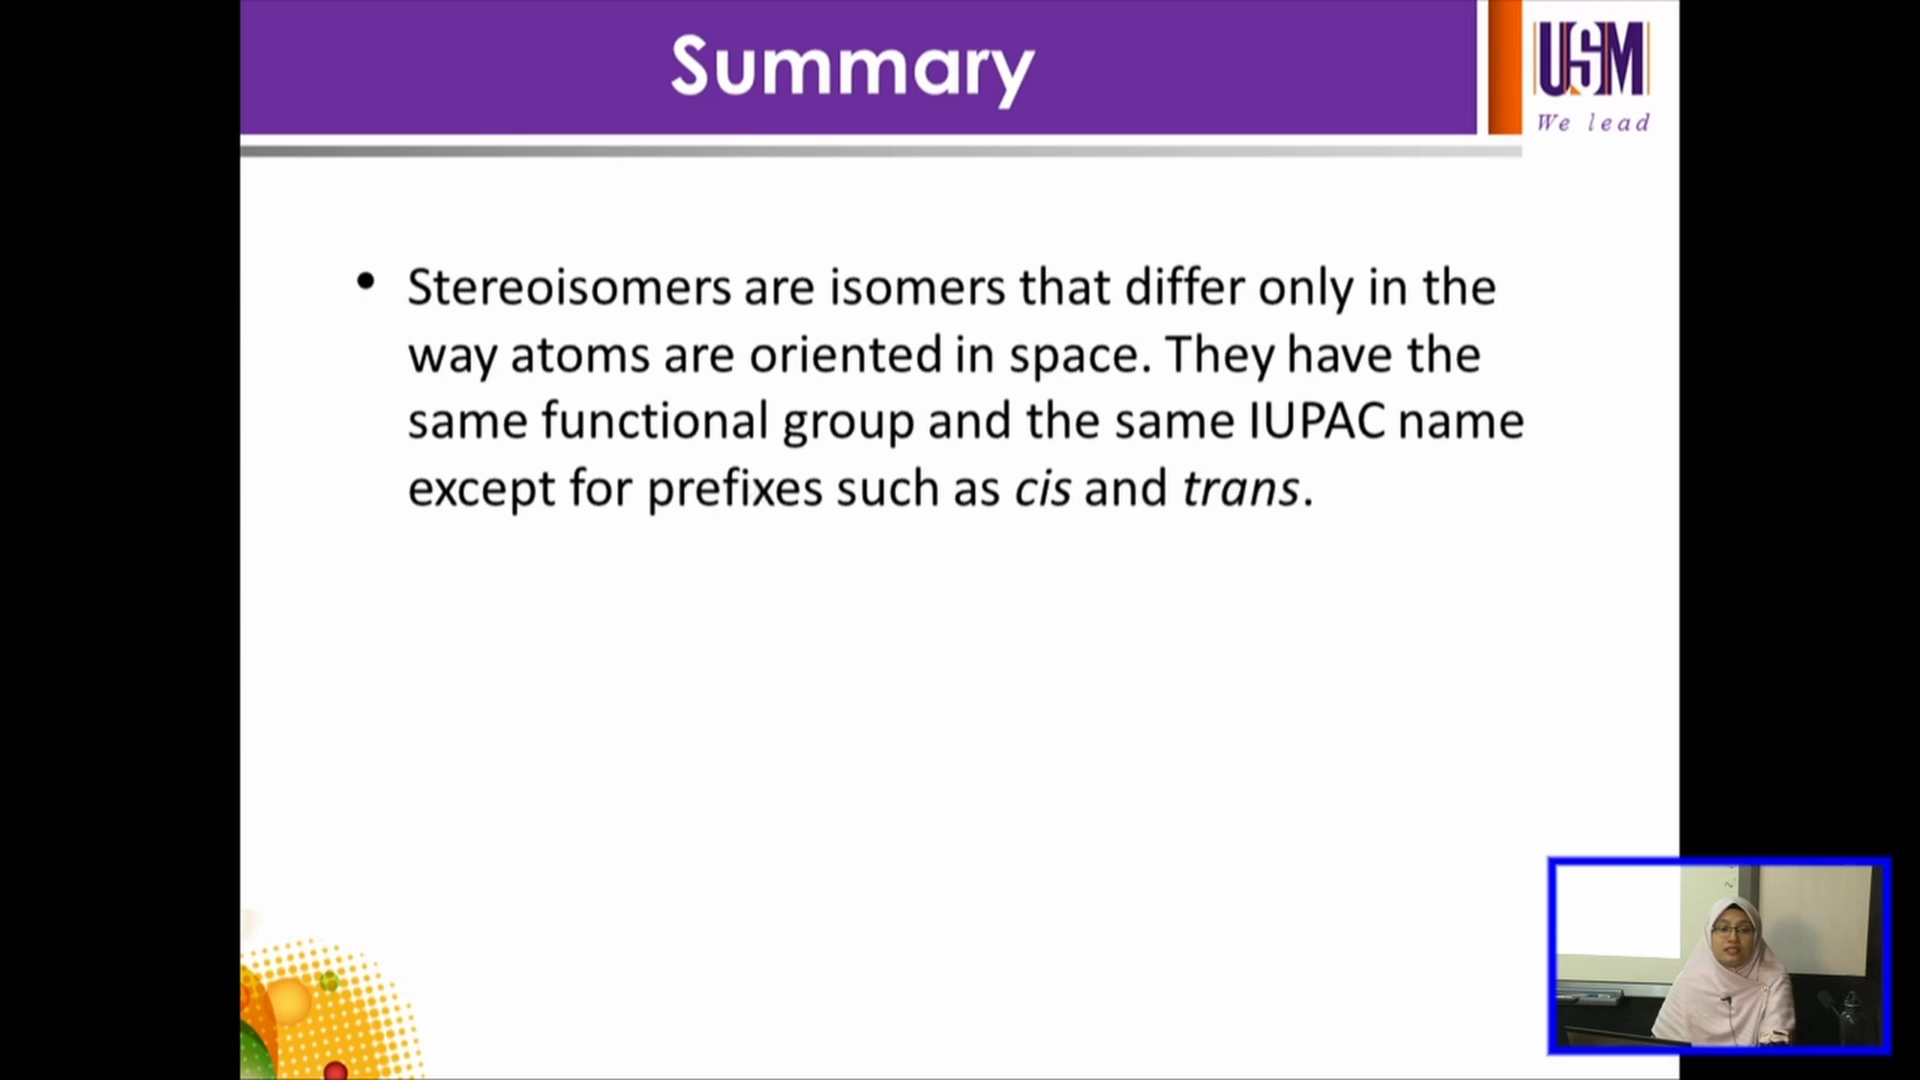 Summary
USM
We lead
• Stereoisomers are isomers that differ only in the
way atoms are oriented in space. They have the
same functional group and the same IUPAC name
except for prefixes such as cis and trans.